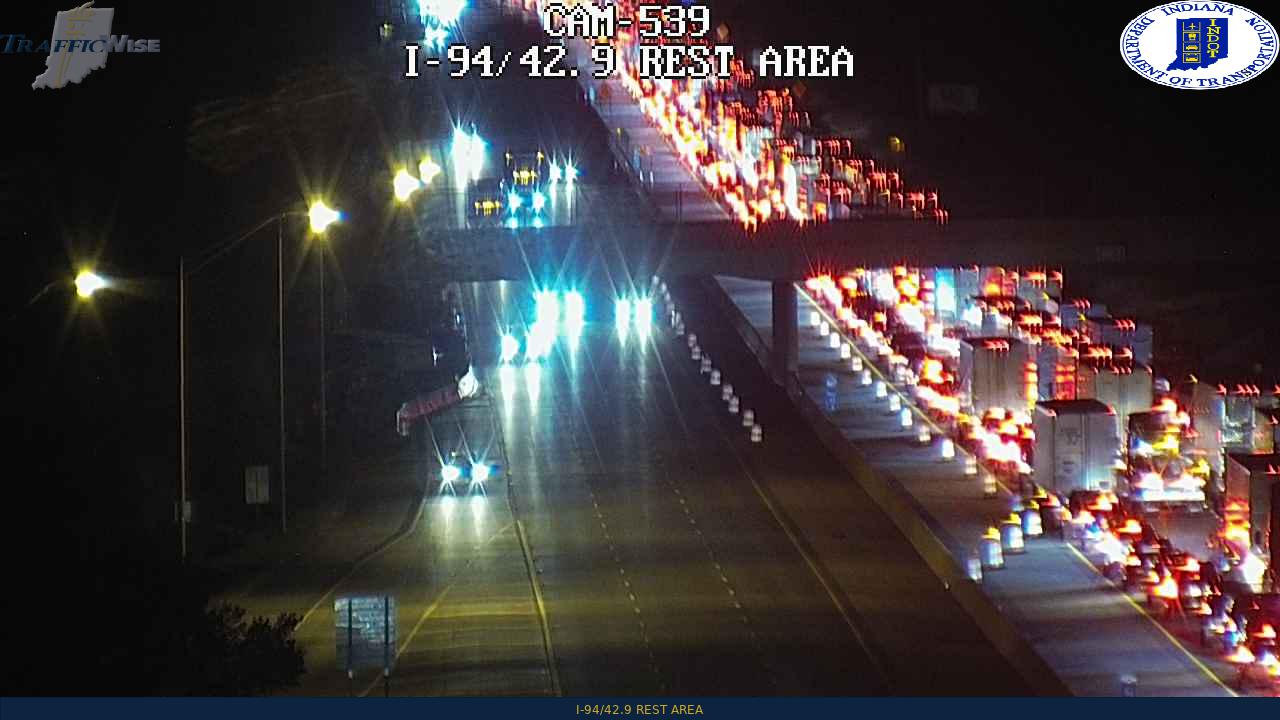 CAM-539
I-94/42.9 REST AREA
TRAFFICWISE
INDIANA
DEPARTMENT OF TRANSPORTATION
INDOT
I-94/42.9 REST AREA